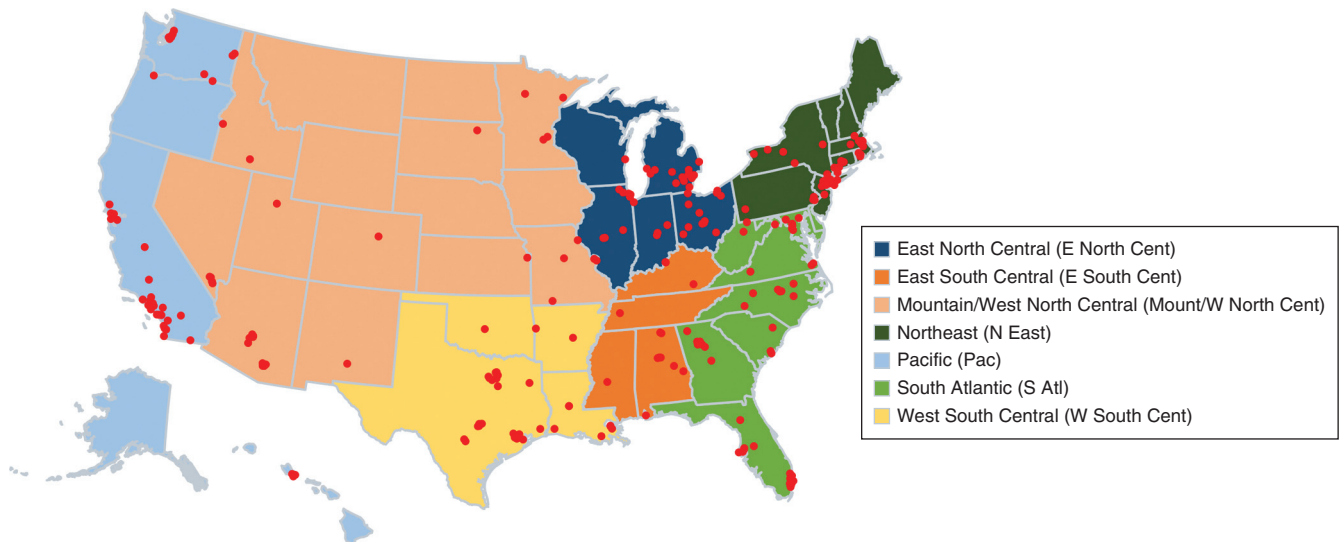 East North Central (E North Cent)
East South Central (E South Cent)
Mountain/West North Central (Mount/W North Cent)
Northeast (N East)
Pacific (Pac)
South Atlantic (S Atl)
West South Central (W South Cent)